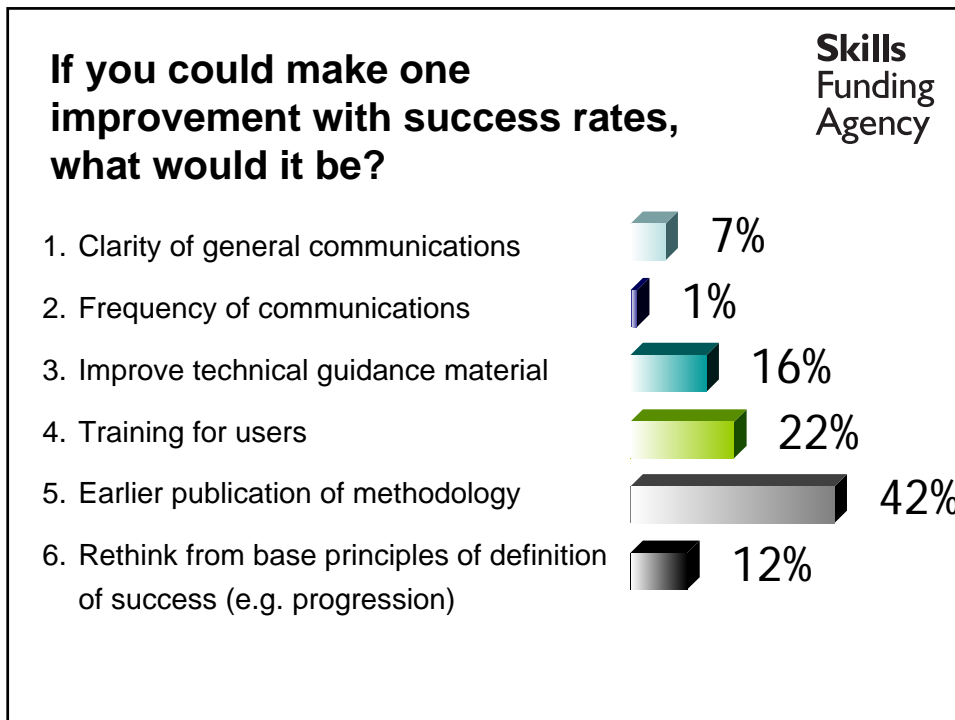 If you could make one
improvement with success rates,
what would it be?
Skills
Funding
Agency
1. Clarity of general communications
7%
2. Frequency of communications
1%
3. Improve technical guidance material
16%
4. Training for users
22%
5. Earlier publication of methodology
42%
6. Rethink from base principles of definition
of success (e.g. progression)
12%